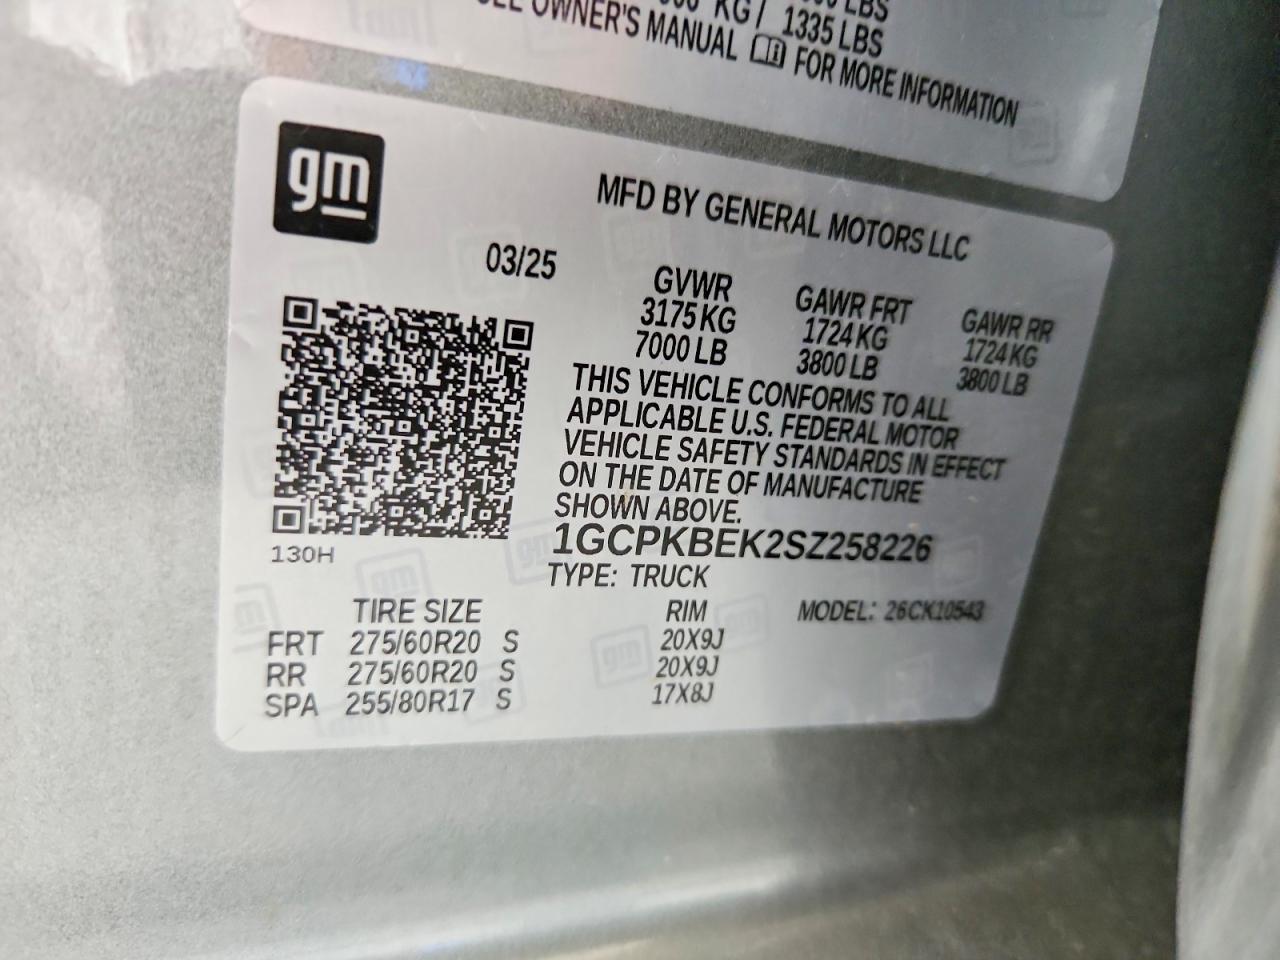 KG / 1335 LBS
OWNER'S MANUAL FOR MORE INFORMATION
gm
MFD BY GENERAL MOTORS LLC
03/25
GVWR GAWR FRT GAWR RR
3175 KG 1724 KG 1724 KG
7000 LB 3800 LB 3800 LB
THIS VEHICLE CONFORMS TO ALL
APPLICABLE U.S. FEDERAL MOTOR
VEHICLE SAFETY STANDARDS IN EFFECT
ON THE DATE OF MANUFACTURE
SHOWN ABOVE.
1GCPKBEK2SZ258226
130H
TYPE: TRUCK
TIRE SIZE RIM MODEL: 26CK10543
FRT 275/60R20 S 20X9J
RR 275/60R20 S 20X9J
SPA 255/80R17 S 17X8J